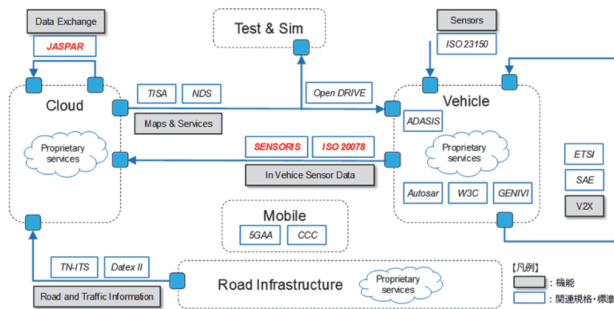 Data Exchange
JASPAR
Test & Sim
Sensors
ISO 23150
Cloud
TISA
NDS
Open DRIVE
Vehicle
Maps & Services
ADASIS
Proprietary
services
SENSORIS
ISO 20078
Proprietary
services
ETSI
In Vehice Sensor Data
SAE
Autosar
W3C
GENIVI
V2X
Mobile
5GAA
CCC
TN-ITS
Datex II
Road and Traffic Information
Road Infrastructure
Proprietary
services
【凡例】
：機能
：関連規格・標準